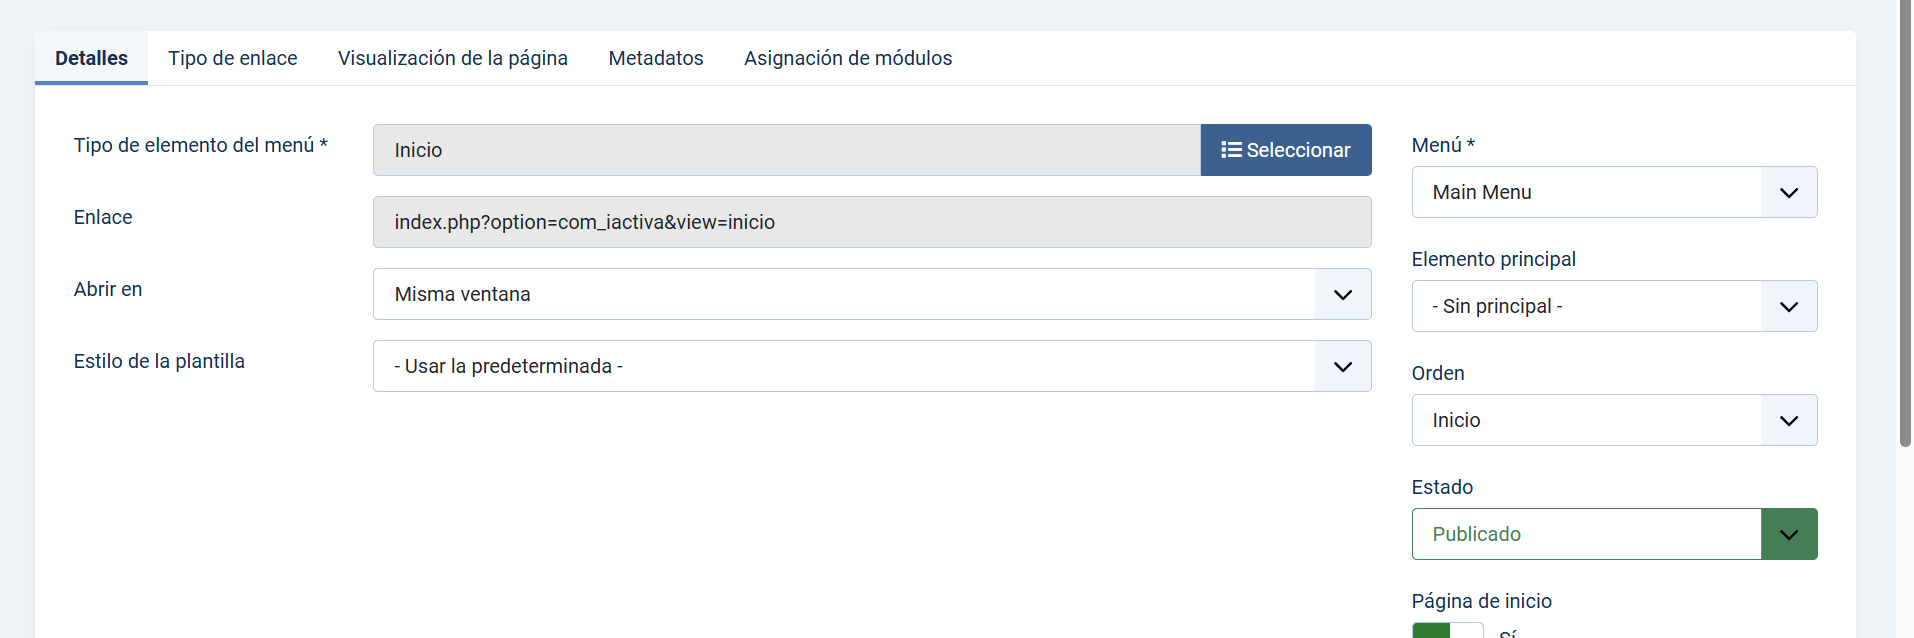 Detalles Tipo de enlace Visualización de la página Metadatos Asignación de módulos
Tipo de elemento del menú *
Inicio
Seleccionar
Enlace
index.php?option=com_iactiva&view=inicio
Abrir en
Misma ventana
Estilo de la plantilla
- Usar la predeterminada -
Menú *
Main Menu
Elemento principal
- Sin principal -
Orden
Inicio
Estado
Publicado
Página de inicio
Sí